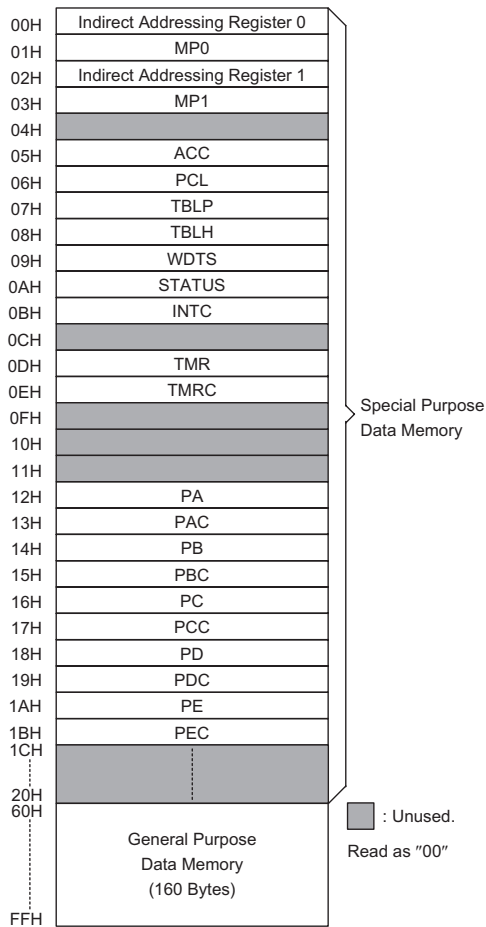 00H Indirect Addressing Register 0
01H MP0
02H Indirect Addressing Register 1
03H MP1
04H
05H ACC
06H PCL
07H TBLP
08H TBLH
09H WDTS
0AH STATUS
0BH INTC
0CH
0DH TMR
0EH TMRC
0FH
10H
11H
12H PA
13H PAC
14H PB
15H PBC
16H PC
17H PCC
18H PD
19H PDC
1AH PE
1BH PEC
1CH
20H
60H
FFH
Special Purpose
Data Memory
General Purpose
Data Memory
(160 Bytes)
: Unused.
Read as "00"